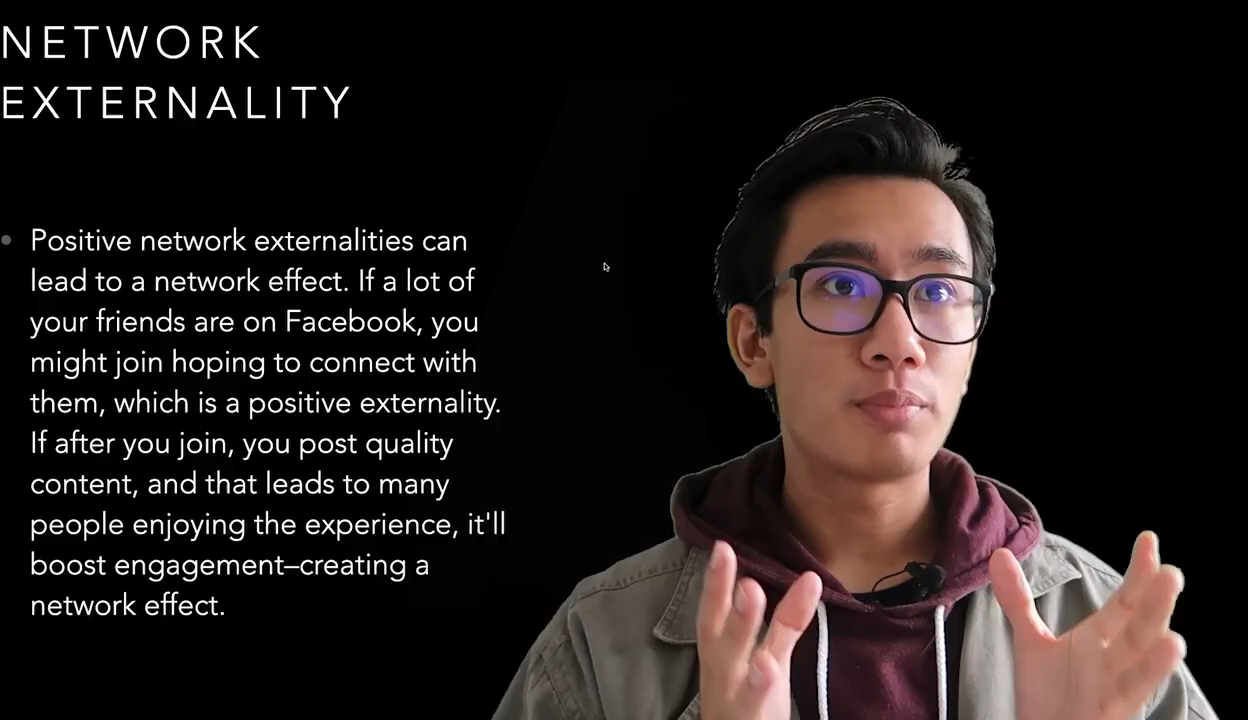 NETWORK
EXTERNALITY
Positive network externalities can
lead to a network effect. If a lot of
your friends are on Facebook, you
might join hoping to connect with
them, which is a positive externality.
If after you join, you post quality
content, and that leads to many
people enjoying the experience, it'll
boost engagement–creating a
network effect.